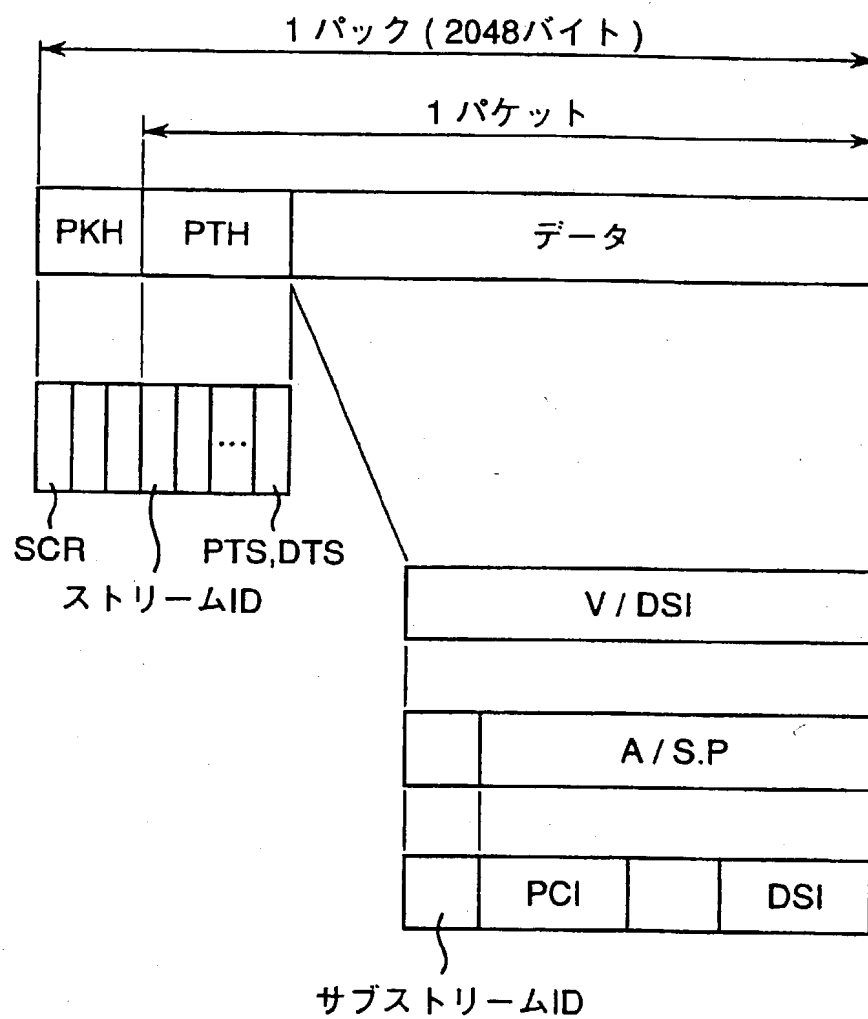 1 パック ( 2048バイト )
1 パケット
PKH PTH データ
...
SCR PTS,DTS
ストリームID
V / DSI
A / S.P
PCI DSI
サブストリームID